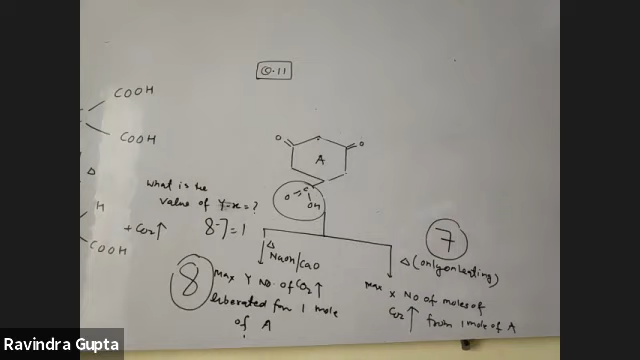 Q.11
COOH
COOH
Δ
H
+ CO2↑
COOH
O
O
A
O
C
OH
What is the
value of Y-x=?
8-7=1
Δ
NaOH/CaO
8
Max Y No. of CO2↑
liberated from 1 mole
of A
7
Δ (only on heating)
Max x No of moles of
CO2↑ from 1 mole of A
Ravindra Gupta